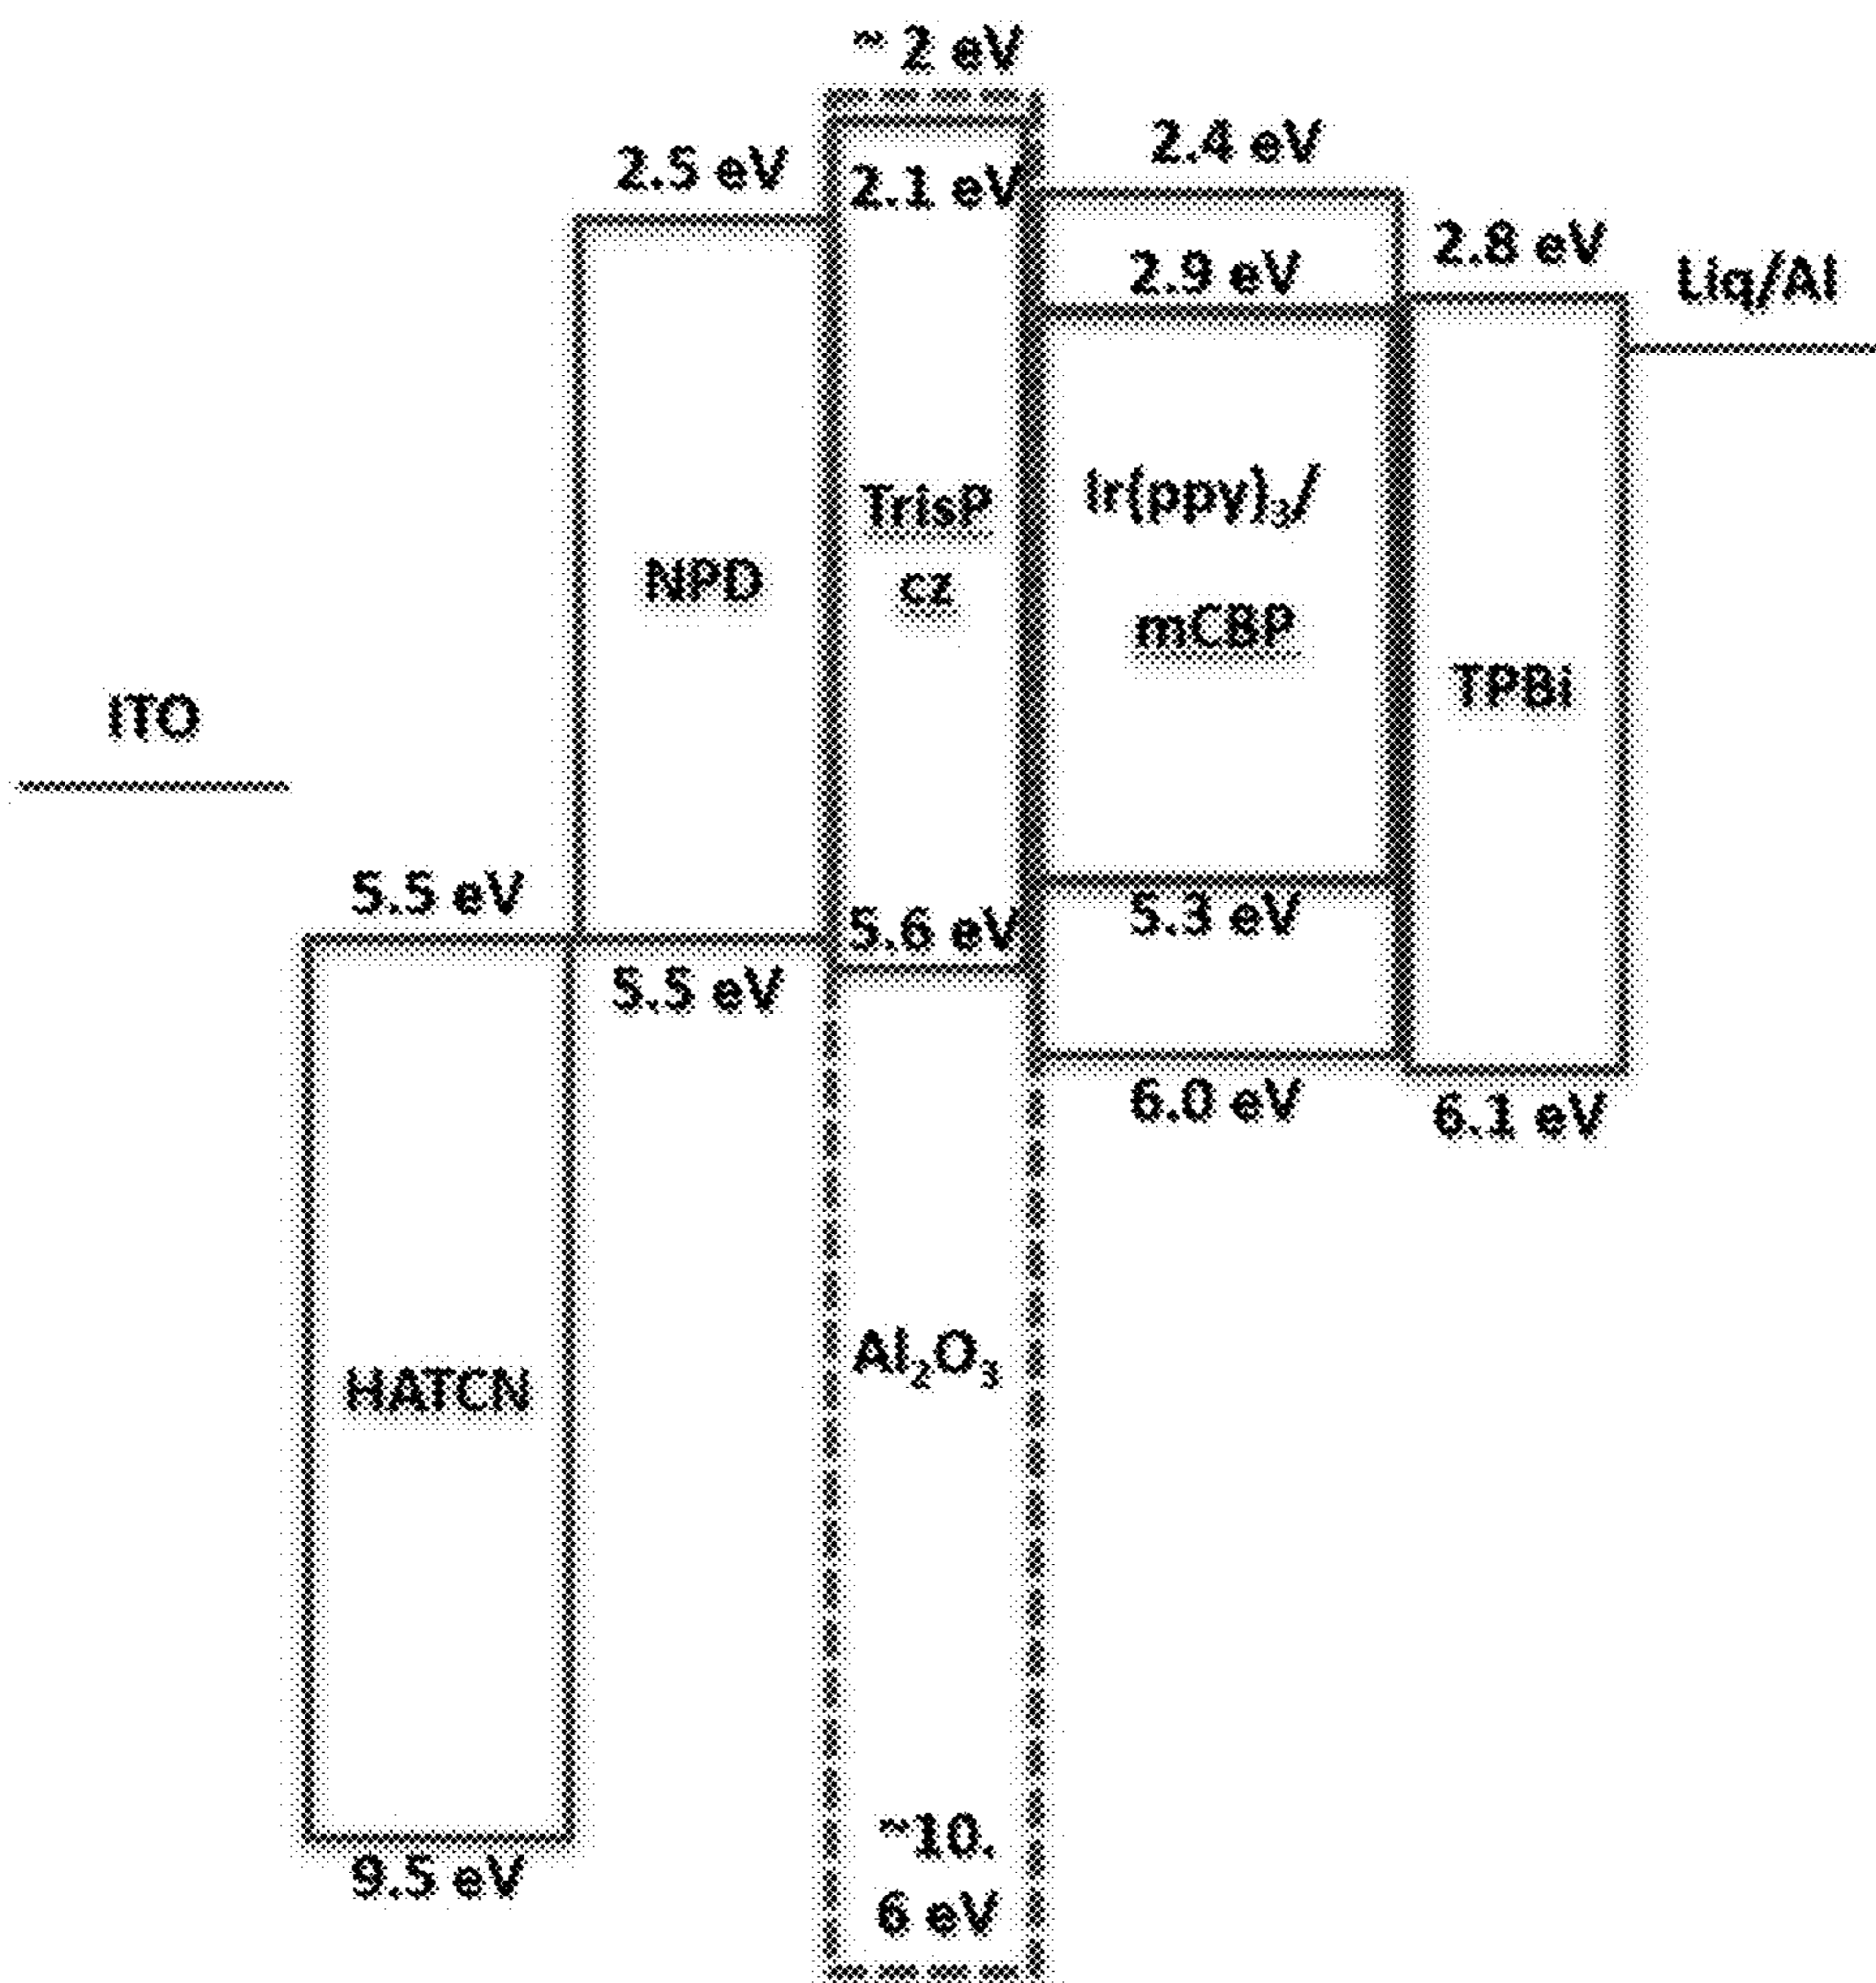 ~ 2 eV
2.5 eV
2.1 eV
2.4 eV
2.9 eV
2.8 eV
Liq/Al
NPD
TrisP
cz
Ir(ppy)₃/
mCBP
TPBi
ITO
5.5 eV
5.5 eV
5.6 eV
5.3 eV
6.0 eV
6.1 eV
HATCN
Al₂O₃
9.5 eV
~10.
6 eV